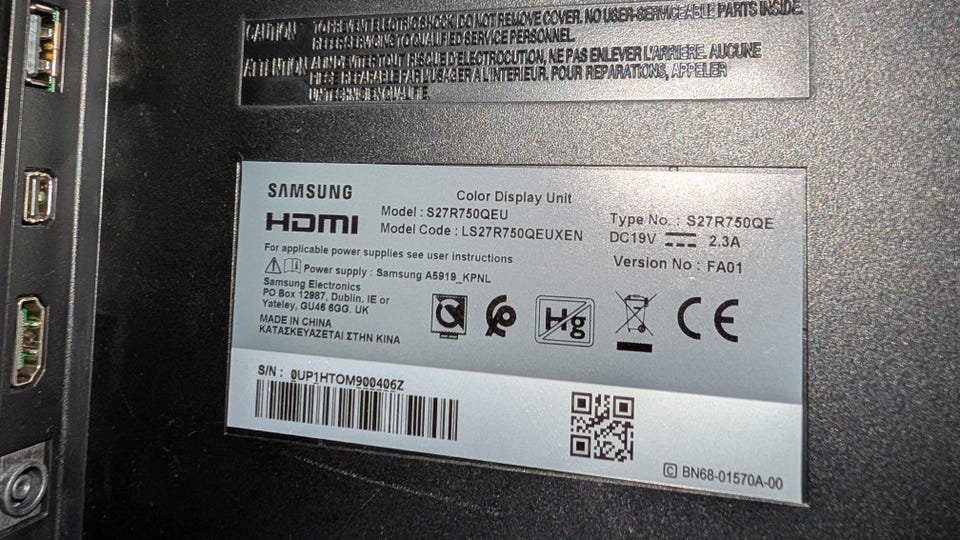 CAUTION TO PREVENT ELECTRIC SHOCK, DO NOT REMOVE COVER. NO USER-SERVICEABLE PARTS INSIDE.
REFER SERVICING TO QUALIFIED SERVICE PERSONNEL.
ATTENTION AFIN D'EVITER TOUT RISQUE D'ELECTROCUTION, NE PAS ENLEVER L'ARRIERE. AUCUNE
PIECE REPARABLE PAR L'USAGER A L'INTERIEUR. POUR REPARATIONS, APPELER
UN TECHNICIEN QUALIFIE.
SAMSUNG
HDMI
Color Display Unit
Model : S27R750QEU
Model Code : LS27R750QEUXEN
Type No. : S27R750QE
DC19V 2.3A
Version No : FA01
For applicable power supplies see user instructions
Power supply : Samsung A5919_KPNL
Samsung Electronics
PO Box 12987, Dublin. IE or
Yateley, GU46 6GG. UK
MADE IN CHINA
ΚΑΤΑΣΚΕΥΑΖΕΤΑΙ ΣΤΗΝ ΚΙΝΑ
Hg
CE
S/N : 0UP1HTOM900406Z
C BN68-01570A-00